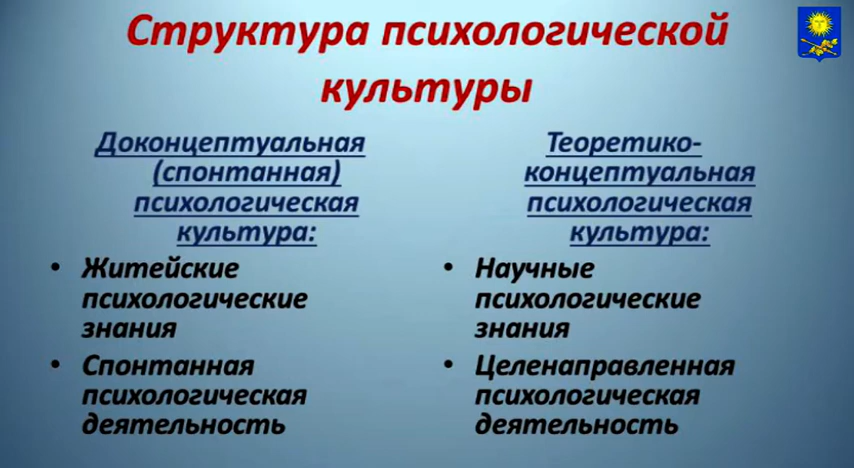 Структура психологической
культуры
Доконцептуальная
(спонтанная)
психологическая
культура:
• Житейские
психологические
знания
• Спонтанная
психологическая
деятельность
Теоретико-
концептуальная
психологическая
культура:
• Научные
психологические
знания
• Целенаправленная
психологическая
деятельность